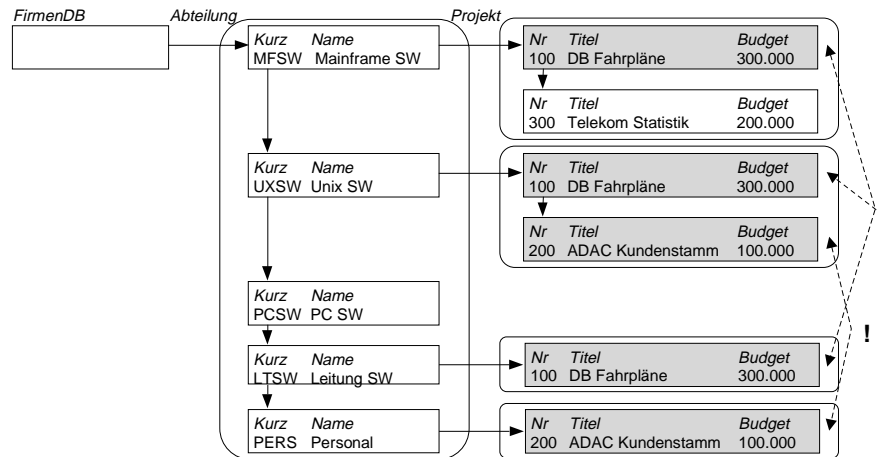 FirmenDB Abteilung Projekt
Kurz Name
MFSW Mainframe SW
Nr Titel Budget
100 DB Fahrpläne 300.000
Nr Titel Budget
300 Telekom Statistik 200.000
Kurz Name
UXSW Unix SW
Nr Titel Budget
100 DB Fahrpläne 300.000
Nr Titel Budget
200 ADAC Kundenstamm 100.000
Kurz Name
PCSW PC SW
!
Kurz Name
LTSW Leitung SW
Nr Titel Budget
100 DB Fahrpläne 300.000
Kurz Name
PERS Personal
Nr Titel Budget
200 ADAC Kundenstamm 100.000